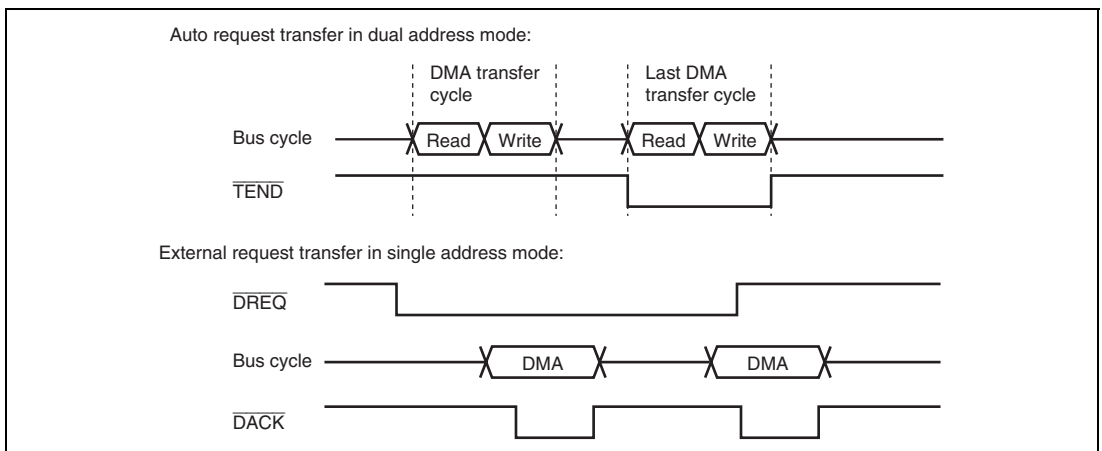 Auto request transfer in dual address mode:
DMA transfer
cycle
Last DMA
transfer cycle
Bus cycle
Read
Write
Read
Write
TEND
External request transfer in single address mode:
DREQ
Bus cycle
DMA
DMA
DACK